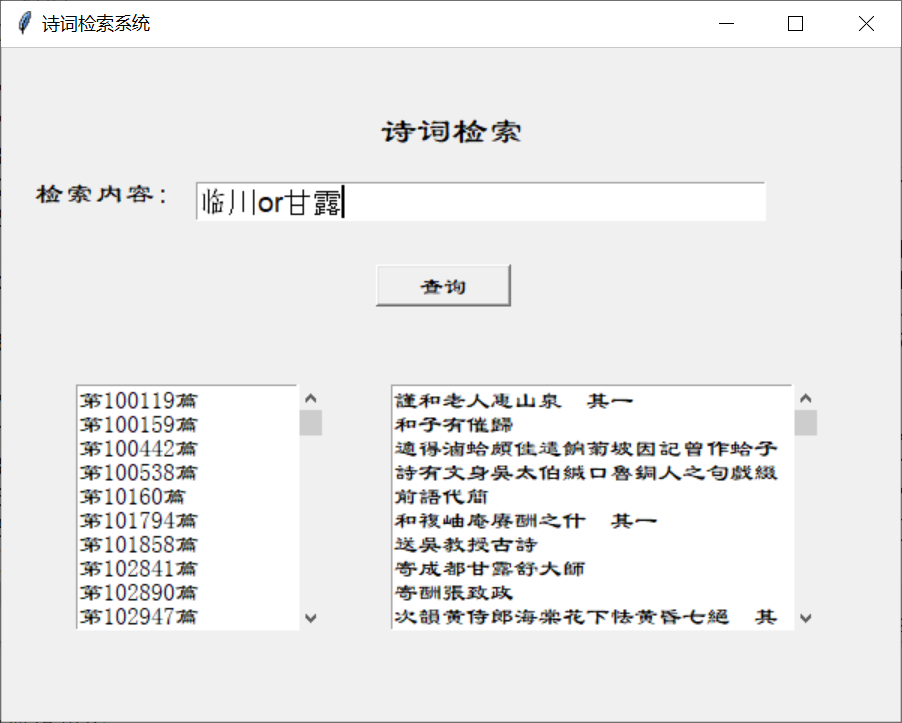 诗词检索系统
诗词检索
检索内容：
临川or甘露
查询
第100119篇
第100159篇
第100442篇
第100538篇
第10160篇
第101794篇
第101858篇
第102841篇
第102890篇
第102947篇
謹和老人惠山泉　其一
和子有催歸
適得滷蛤頗佳遣餉菊坡因記曾作蛤子
詩有文身吳太伯緘口魯銅人之句戲綴
前語代簡
和複岫庵賡酬之什　其一
送吳教授古詩
寄成都甘露舒大師
寄酬張致政
次韻黄侍郎海棠花下怯黄昏七絕　其